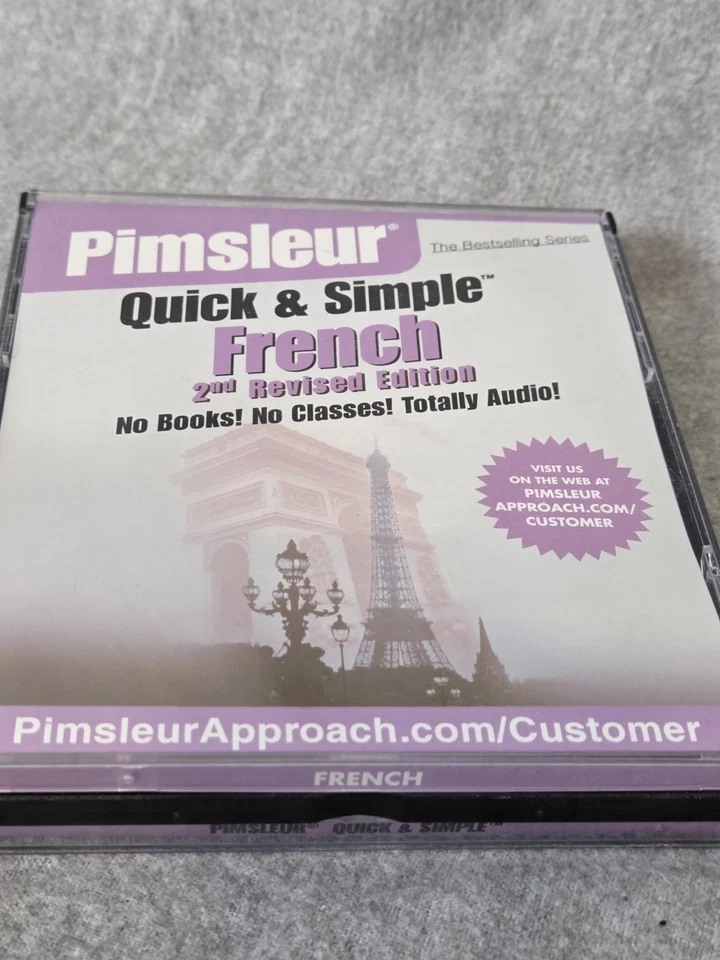 Pimsleur®
The Bestselling Series
Quick & Simple™
French
2nd Revised Edition
No Books! No Classes! Totally Audio!
VISIT US
ON THE WEB AT
PIMSLEUR
APPROACH.COM/
CUSTOMER
PimsleurApproach.com/Customer
FRENCH
PIMSLEUR® QUICK & SIMPLE™